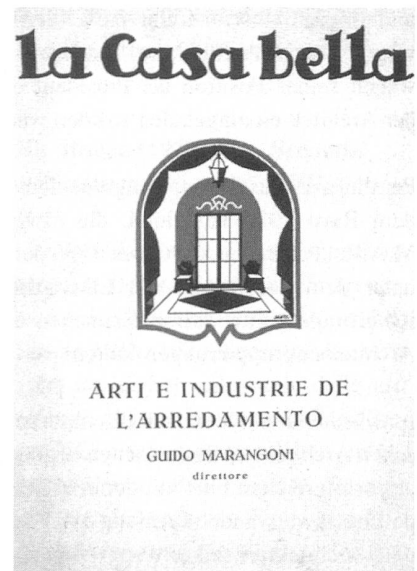 la Casa bella
ARTI E INDUSTRIE DE
L'ARREDAMENTO
GUIDO MARANGONI
direttore